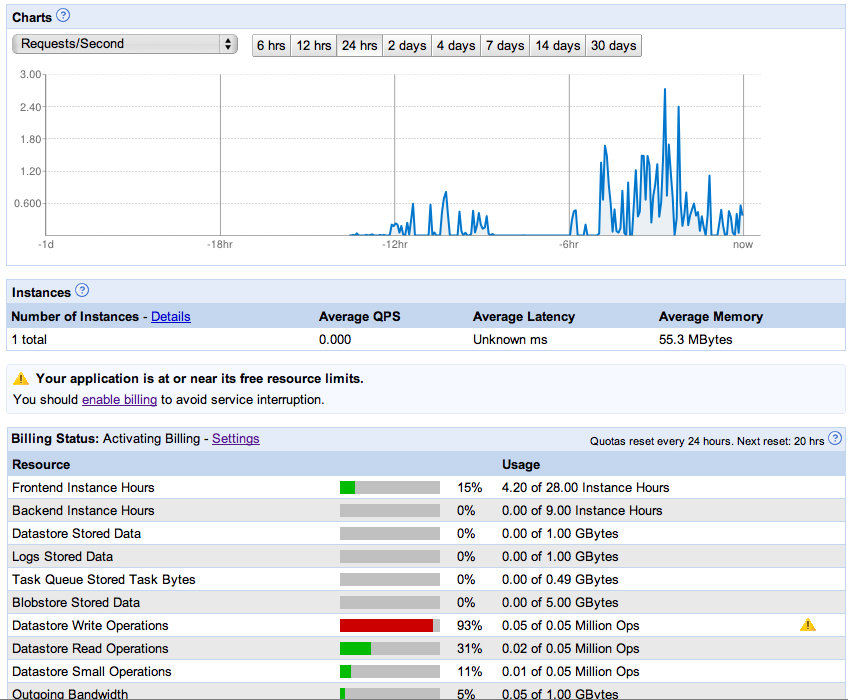 Charts ?
Requests/Second 6 hrs 12 hrs 24 hrs 2 days 4 days 7 days 14 days 30 days
3.00
2.40
1.80
1.20
0.600
-1d -18hr -12hr -6hr now
Instances ?
Number of Instances - Details Average QPS Average Latency Average Memory
1 total 0.000 Unknown ms 55.3 MBytes
Your application is at or near its free resource limits.
You should enable billing to avoid service interruption.
Billing Status: Activating Billing - Settings Quotas reset every 24 hours. Next reset: 20 hrs ?
Resource Usage
Frontend Instance Hours 15% 4.20 of 28.00 Instance Hours
Backend Instance Hours 0% 0.00 of 9.00 Instance Hours
Datastore Stored Data 0% 0.00 of 1.00 GBytes
Logs Stored Data 0% 0.00 of 1.00 GBytes
Task Queue Stored Task Bytes 0% 0.00 of 0.49 GBytes
Blobstore Stored Data 0% 0.00 of 5.00 GBytes
Datastore Write Operations 93% 0.05 of 0.05 Million Ops
Datastore Read Operations 31% 0.02 of 0.05 Million Ops
Datastore Small Operations 11% 0.01 of 0.05 Million Ops
Outgoing Bandwidth 5% 0.05 of 1.00 GBytes